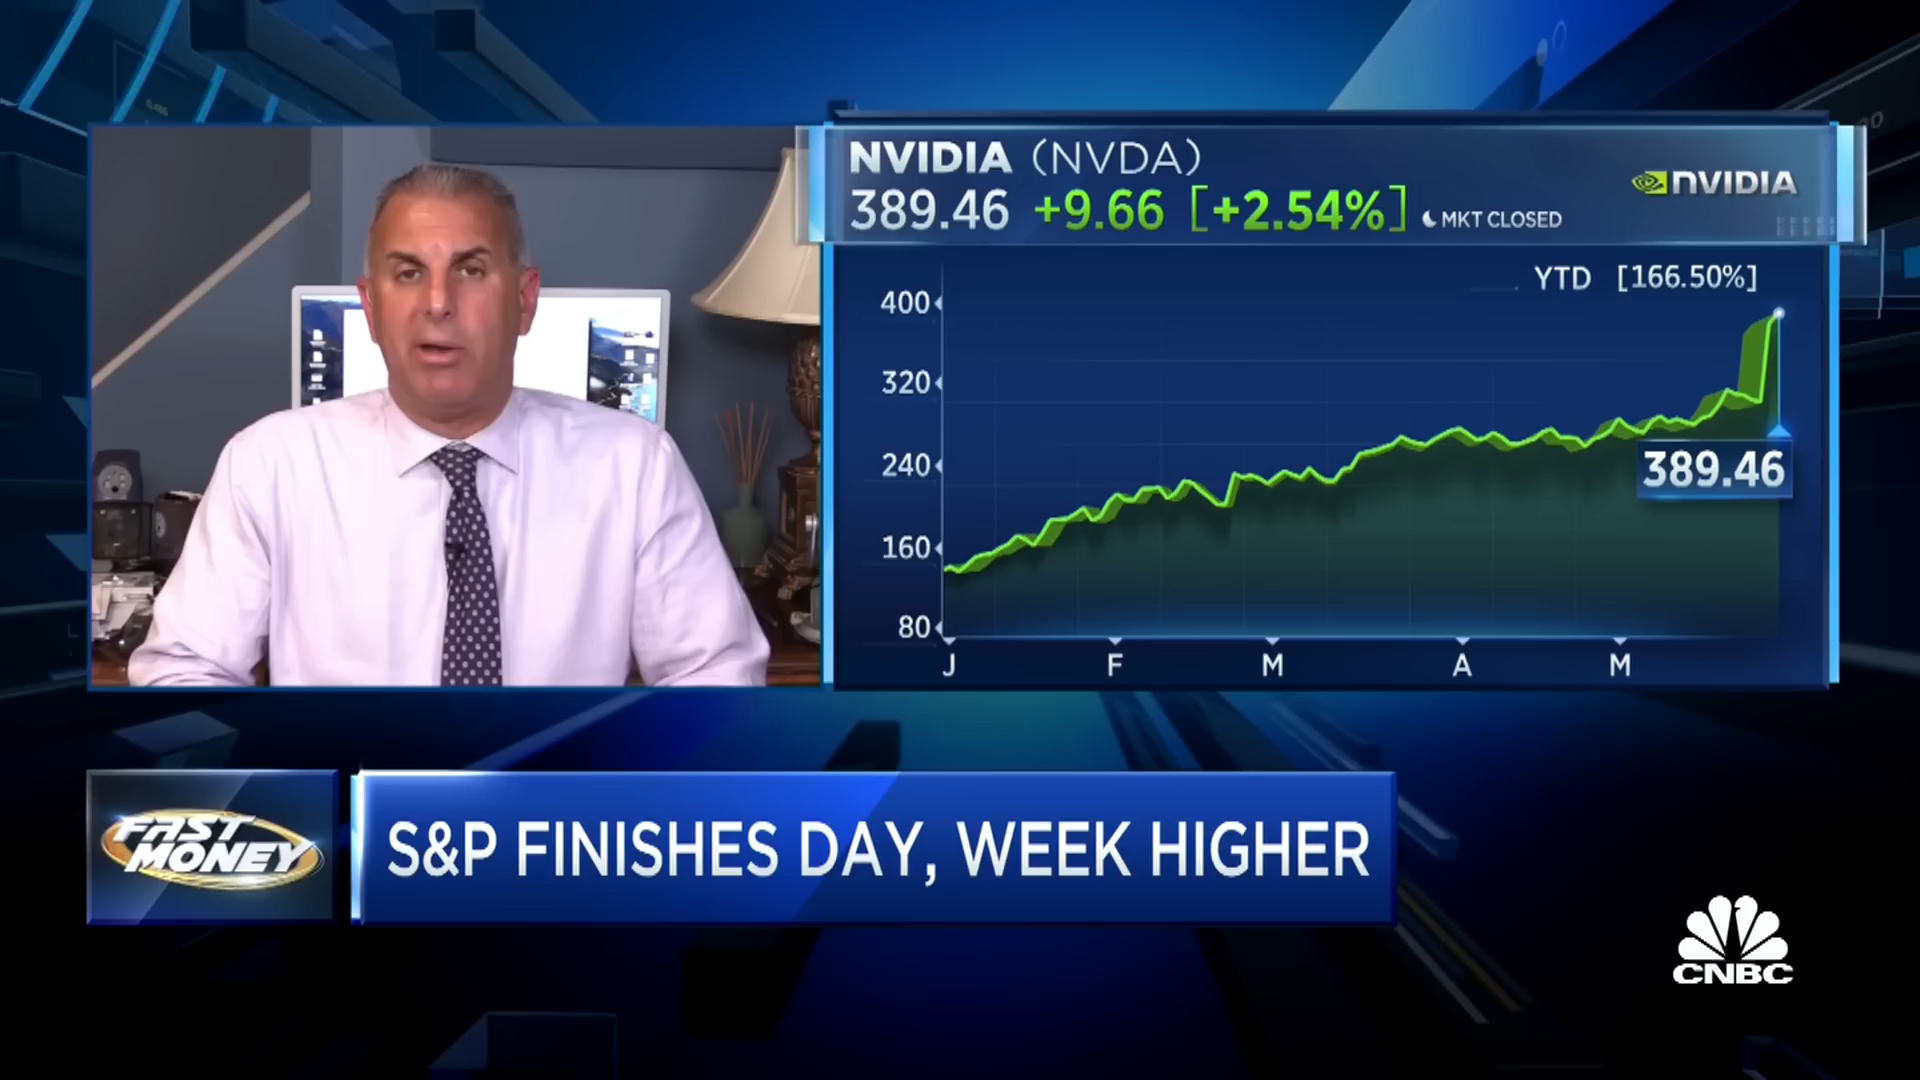 NVIDIA (NVDA)
389.46 +9.66 [+2.54%] MKT CLOSED
NVIDIA
YTD [166.50%]
400
320
240
160
80
389.46
J F M A M
FAST
MONEY
S&P FINISHES DAY, WEEK HIGHER
CNBC